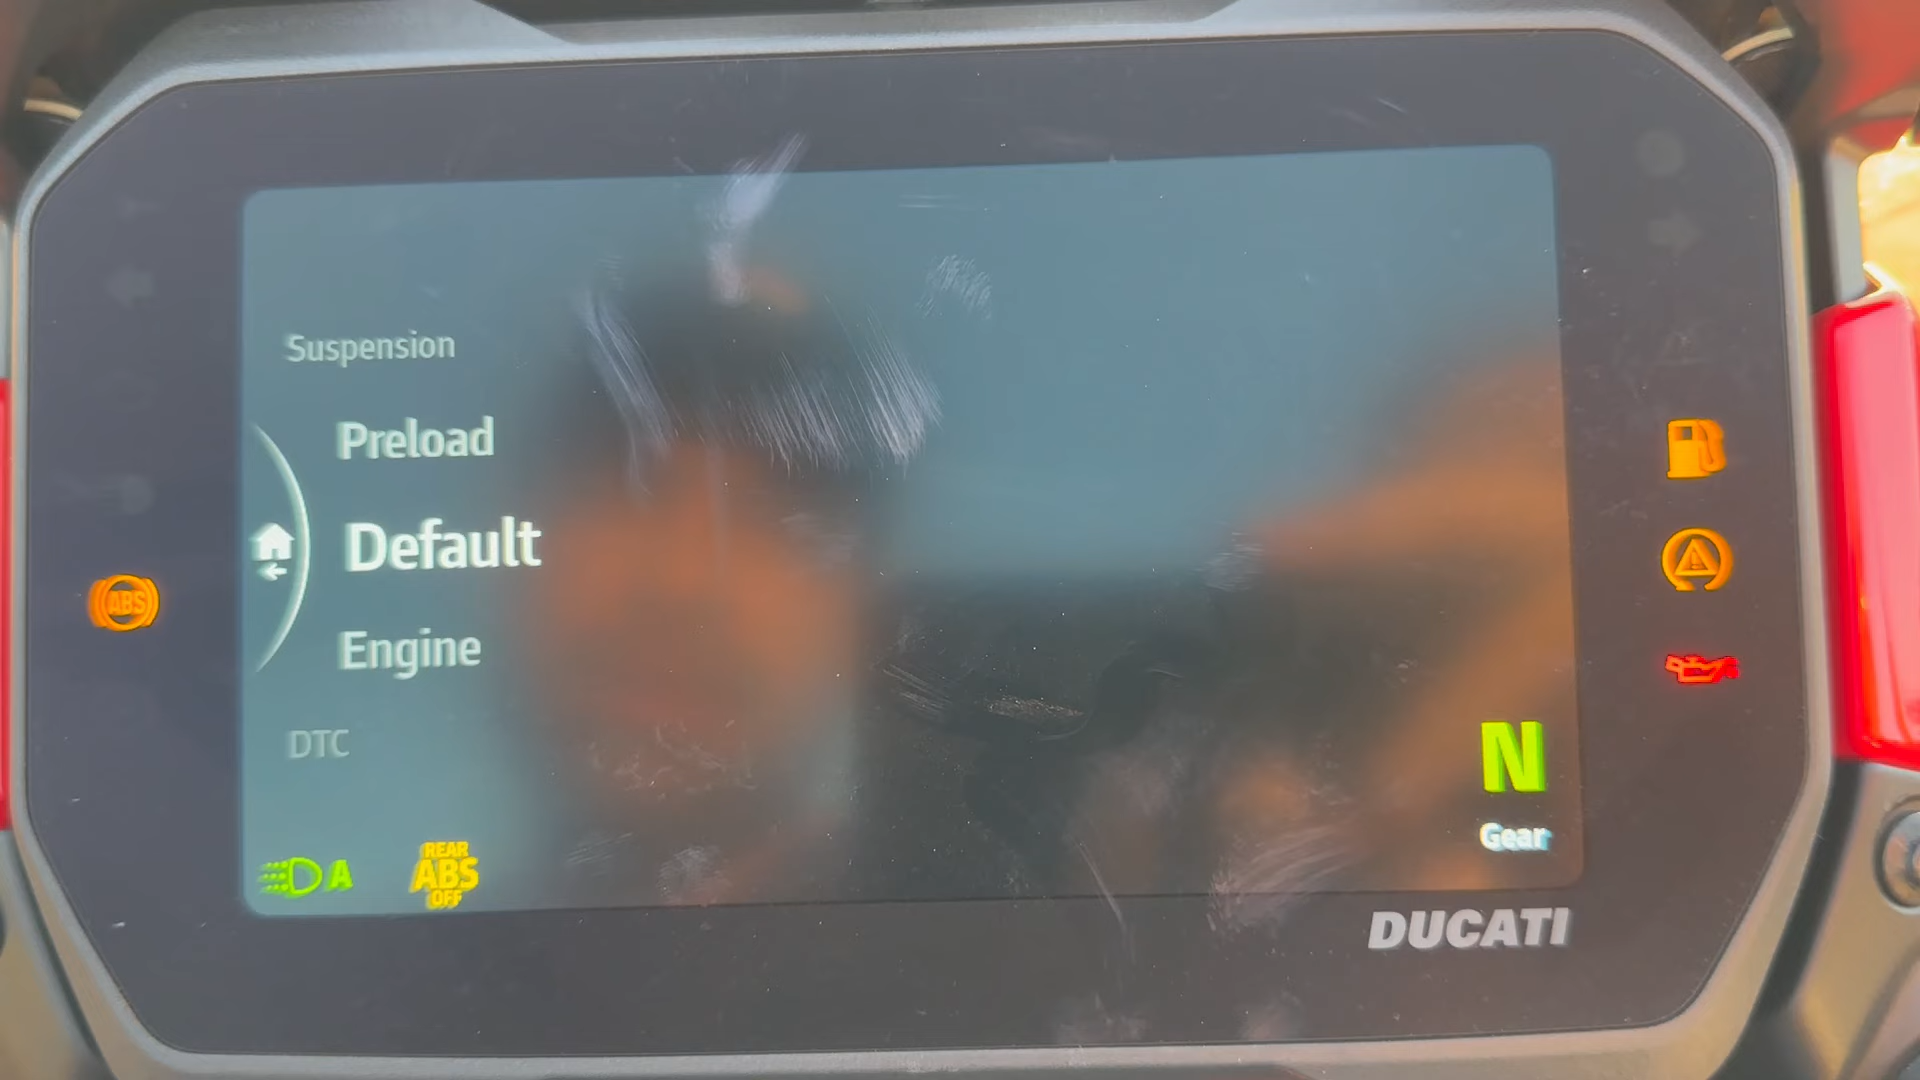 Suspension
Preload
Default
Engine
DTC
ABS
A
REAR
ABS
OFF
N
Gear
DUCATI